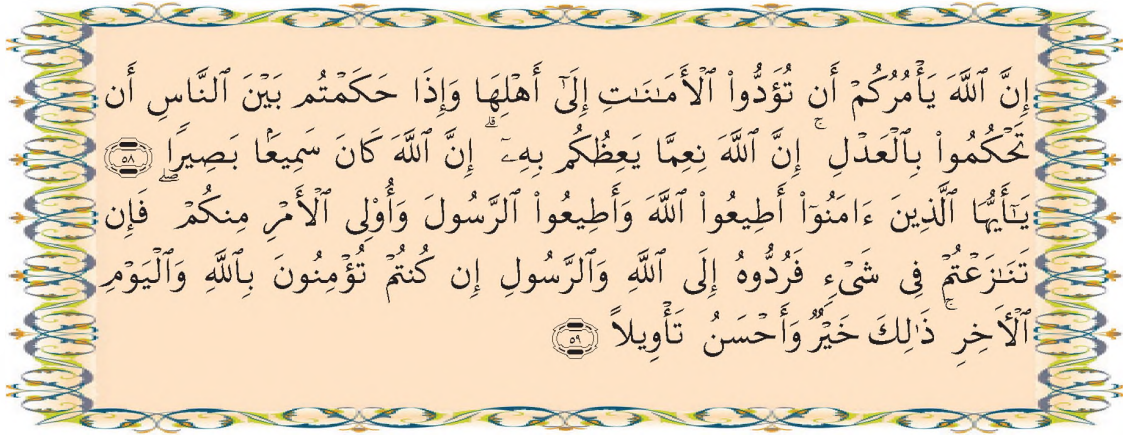 إِنَّ ٱللَّهَ يَأۡمُرُكُمۡ أَن تُؤَدُّواْ ٱلۡأَمَٰنَٰتِ إِلَىٰٓ أَهۡلِهَا وَإِذَا حَكَمۡتُم بَيۡنَ ٱلنَّاسِ أَن
تَحۡكُمُواْ بِٱلۡعَدۡلِۚ إِنَّ ٱللَّهَ نِعِمَّا يَعِظُكُم بِهِۦٓۗ إِنَّ ٱللَّهَ كَانَ سَمِيعَۢا بَصِيرٗا ٥٨
يَٰٓأَيُّهَا ٱلَّذِينَ ءَامَنُوٓاْ أَطِيعُواْ ٱللَّهَ وَأَطِيعُواْ ٱلرَّسُولَ وَأُوْلِي ٱلۡأَمۡرِ مِنكُمۡۖ فَإِن
تَنَٰزَعۡتُمۡ فِي شَيۡءٖ فَرُدُّوهُ إِلَى ٱللَّهِ وَٱلرَّسُولِ إِن كُنتُمۡ تُؤۡمِنُونَ بِٱللَّهِ وَٱلۡيَوۡمِ
ٱلۡأٓخِرِۚ ذَٰلِكَ خَيۡرٞ وَأَحۡسَنُ تَأۡوِيلًا ٥٩